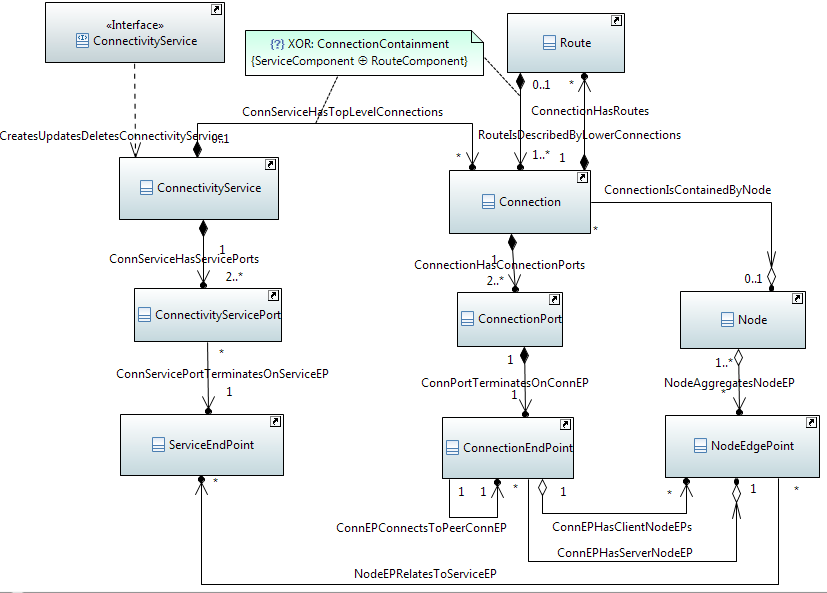 «Interface»
ConnectivityService
{?} XOR: ConnectionContainment
{ServiceComponent ⊕ RouteComponent}
Route
0..1
*
ConnServiceHasTopLevelConnections
ConnectionHasRoutes
CreatesUpdatesDeletesConnectivityService
0..1
RouteIsDescribedByLowerConnections
*
1..*
1
ConnectivityService
Connection
ConnectionIsContainedByNode
*
1
ConnServiceHasServicePorts
2..*
1
ConnectionHasConnectionPorts
2..*
0..1
ConnectivityServicePort
ConnectionPort
Node
*
ConnServicePortTerminatesOnServiceEP
1
1
ConnPortTerminatesOnConnEP
1
1..*
NodeAggregatesNodeEP
*
ServiceEndPoint
ConnectionEndPoint
NodeEdgePoint
*
1
1
*
1
*
1
*
ConnEPConnectsToPeerConnEP
ConnEPHasClientNodeEPs
ConnEPHasServerNodeEP
NodeEPRelatesToServiceEP